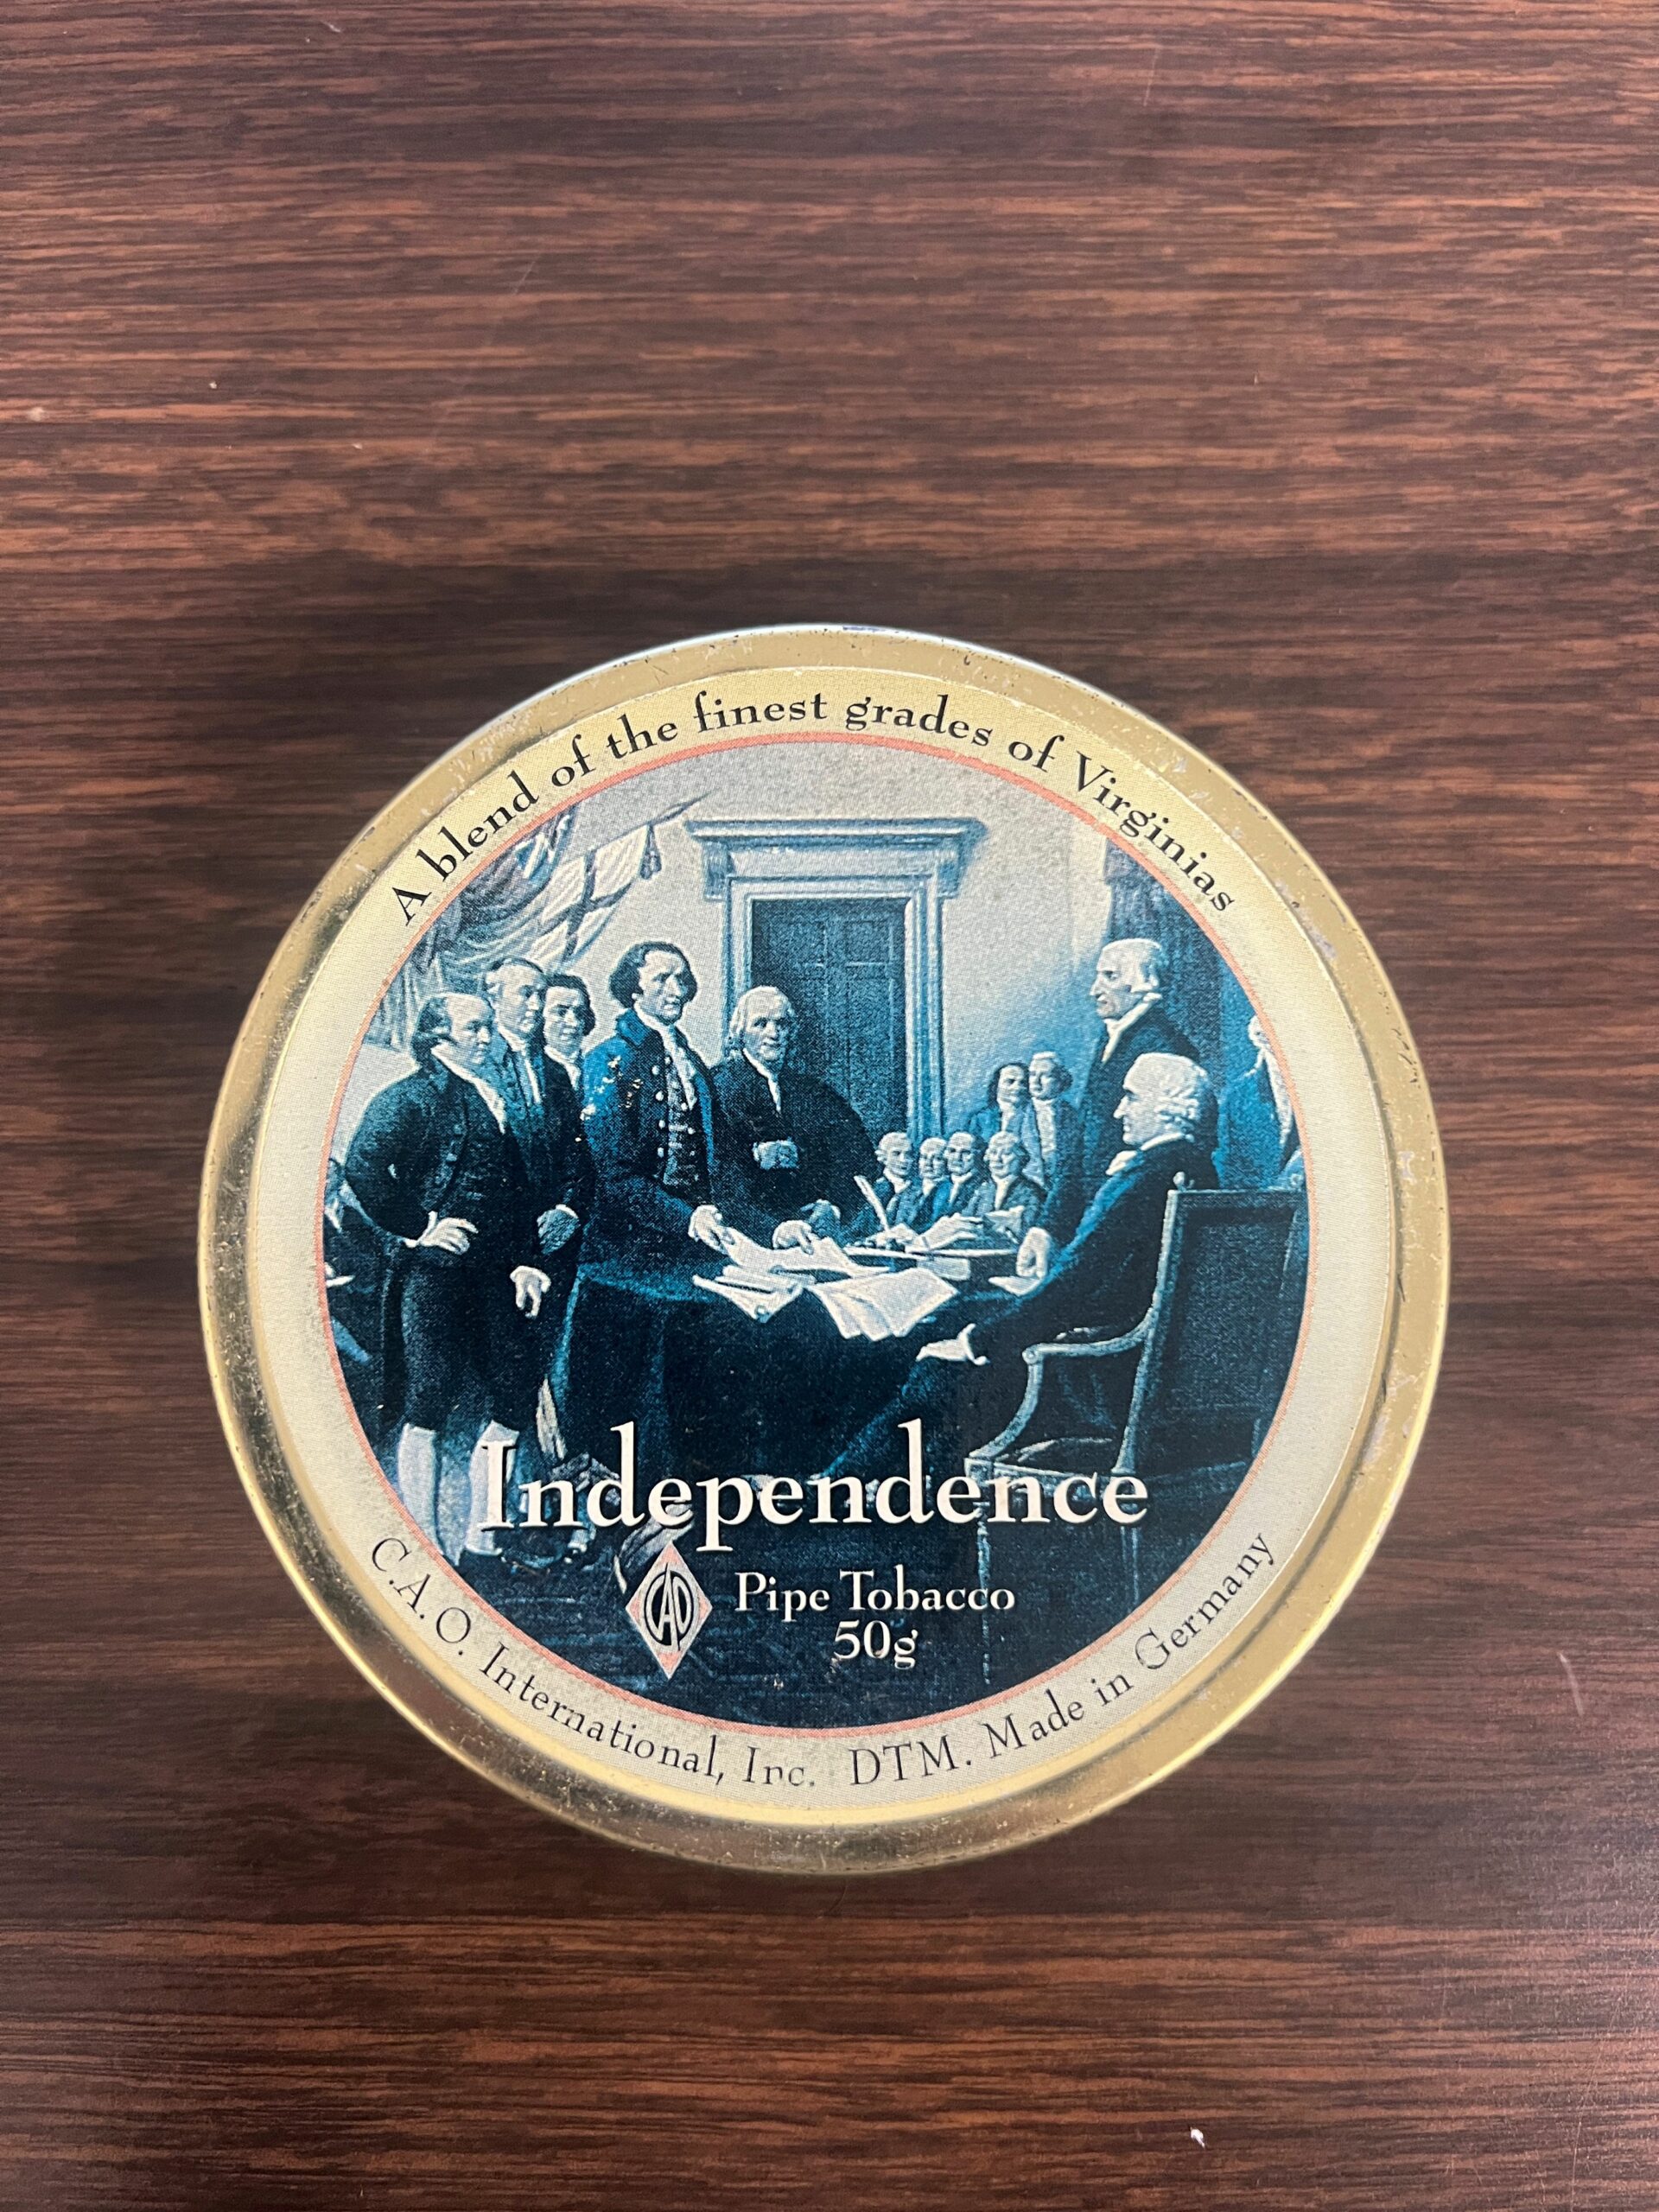 A blend of the finest grades of Virginias
Independence
CAO
Pipe Tobacco
50g
C.A.O. International, Inc. DTM. Made in Germany